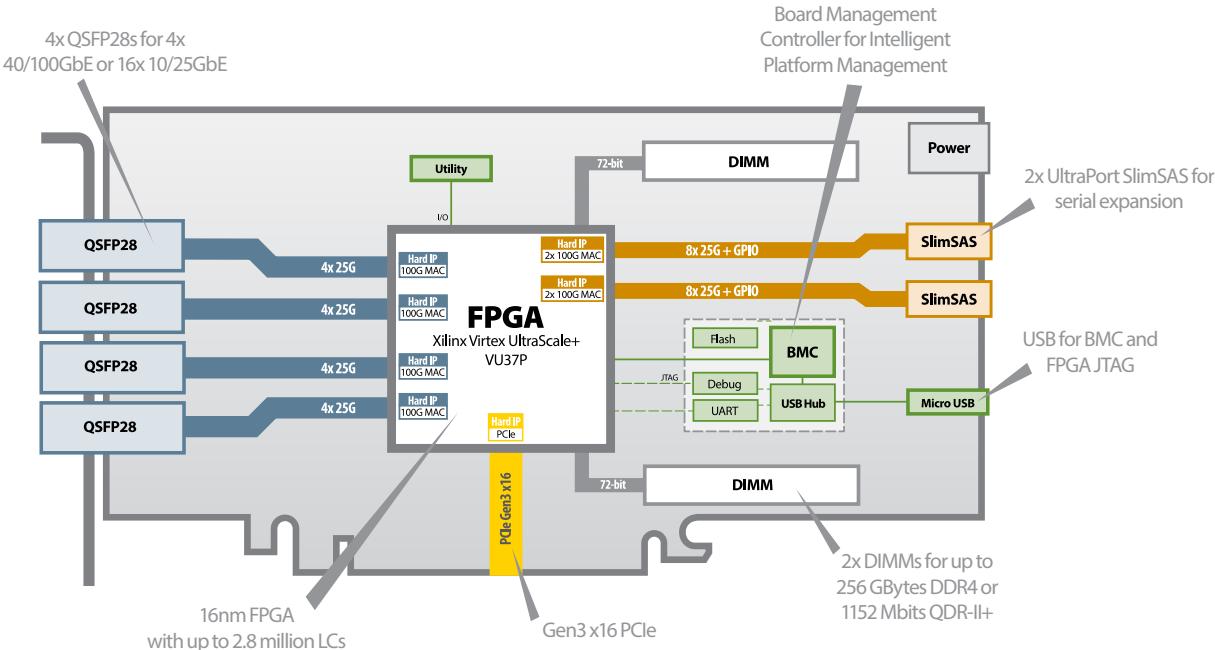 4x QSFP28s for 4x
40/100GbE or 16x 10/25GbE
Board Management
Controller for Intelligent
Platform Management
2x UltraPort SlimSAS for
serial expansion
USB for BMC and
FPGA JTAG
Power
72-bit
DIMM
Utility
I/O
QSFP28
4x 25G
Hard IP
100G MAC
QSFP28
4x 25G
Hard IP
100G MAC
QSFP28
4x 25G
Hard IP
100G MAC
QSFP28
4x 25G
Hard IP
100G MAC
FPGA
Xilinx Virtex UltraScale+
VU37P
Hard IP
2x 100G MAC
8x 25G + GPIO
SlimSAS
Hard IP
2x 100G MAC
8x 25G + GPIO
SlimSAS
Flash
BMC
JTAG
Debug
UART
USB Hub
Micro USB
Hard IP
PCIe
PCIe Gen3 x16
72-bit
DIMM
16nm FPGA
with up to 2.8 million LCs
Gen3 x16 PCIe
2x DIMMs for up to
256 GBytes DDR4 or
1152 Mbits QDR-II+